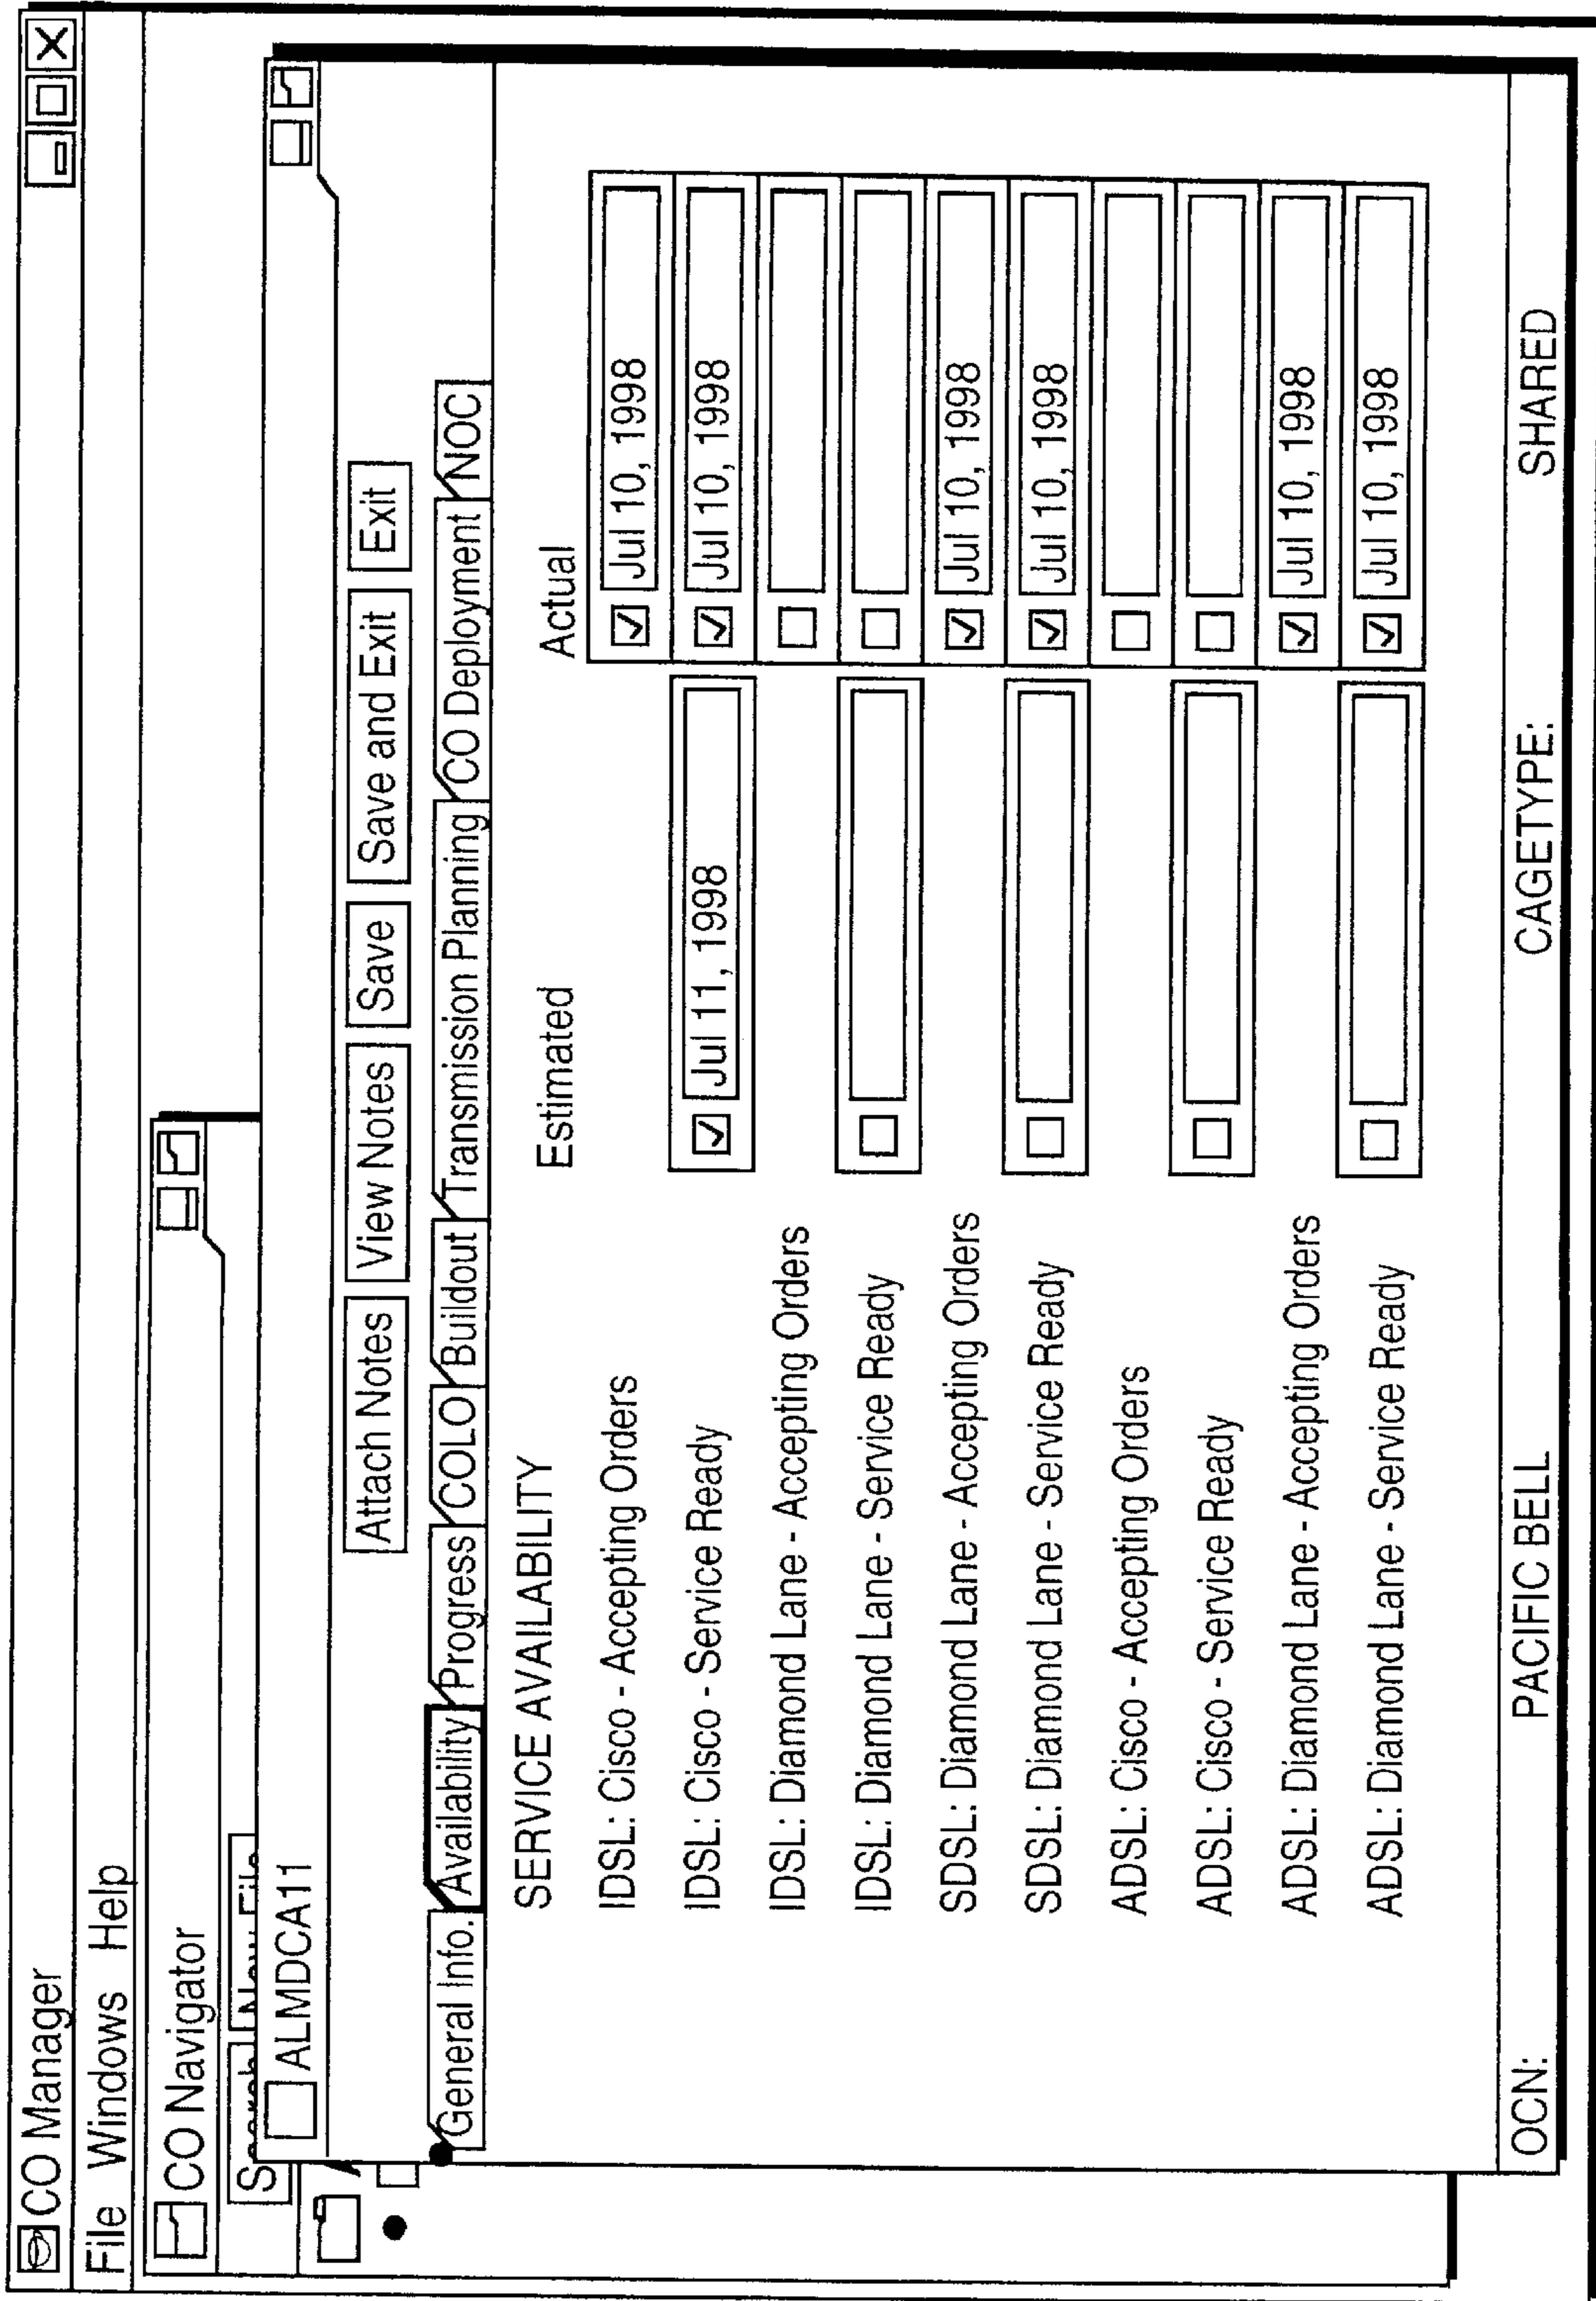 CO Manager
File Windows Help
CO Navigator
ALMDCA11
Attach Notes View Notes Save Save and Exit Exit
General Info. Availability Progress COLO Buildout Transmission Planning CO Deployment NOC
SERVICE AVAILABILITY Estimated Actual
IDSL: Cisco - Accepting Orders Jul 10, 1998
IDSL: Cisco - Service Ready Jul 11, 1998 Jul 10, 1998
IDSL: Diamond Lane - Accepting Orders
IDSL: Diamond Lane - Service Ready
SDSL: Diamond Lane - Accepting Orders Jul 10, 1998
SDSL: Diamond Lane - Service Ready Jul 10, 1998
ADSL: Cisco - Accepting Orders
ADSL: Cisco - Service Ready
ADSL: Diamond Lane - Accepting Orders Jul 10, 1998
ADSL: Diamond Lane - Service Ready Jul 10, 1998
OCN: PACIFIC BELL CAGETYPE: SHARED